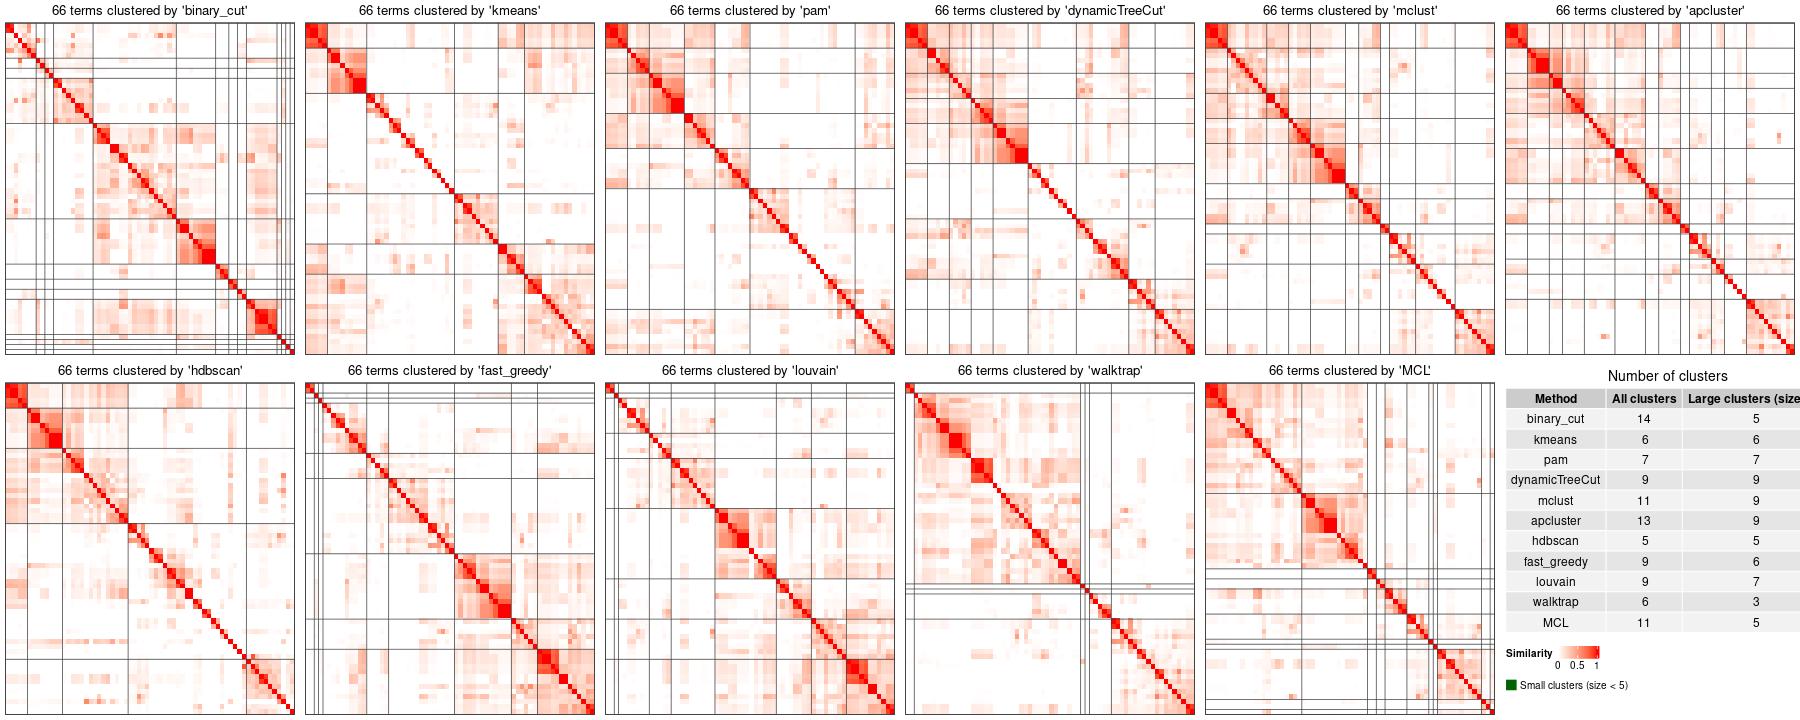 66 terms clustered by 'binary_cut'
66 terms clustered by 'kmeans'
66 terms clustered by 'pam'
66 terms clustered by 'dynamicTreeCut'
66 terms clustered by 'mclust'
66 terms clustered by 'apcluster'
66 terms clustered by 'hdbscan'
66 terms clustered by 'fast_greedy'
66 terms clustered by 'louvain'
66 terms clustered by 'walktrap'
66 terms clustered by 'MCL'
Number of clusters
Method All clusters Large clusters (size
binary_cut 14 5
kmeans 6 6
pam 7 7
dynamicTreeCut 9 9
mclust 11 9
apcluster 13 9
hdbscan 5 5
fast_greedy 9 6
louvain 9 7
walktrap 6 3
MCL 11 5
Similarity
0 0.5 1
Small clusters (size < 5)